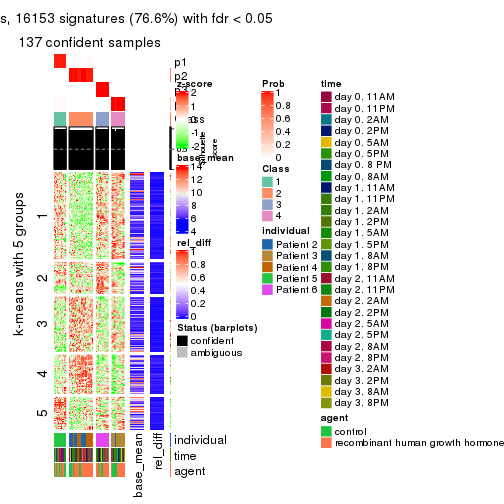 s, 16153 signatures (76.6%) with fdr < 0.05
137 confident samples
p1
p2
z-score
2
1
0
-2
base_mean
14
12
10
8
6
4
rel_diff
0.8
0.6
0.4
0.2
0
Status (barplots)
confident
ambiguous
k-means with 5 groups
1
2
3
4
5
silhouette
score
Prob
1
0.8
0.6
0.4
0.2
0
Class
1
2
3
4
individual
Patient 2
Patient 3
Patient 4
Patient 5
Patient 6
time
day 0. 11AM
day 0. 11PM
day 0. 2AM
day 0. 2PM
day 0. 5AM
day 0. 5PM
day 0. 8 PM
day 0. 8AM
day 1. 11AM
day 1. 11PM
day 1. 2AM
day 1. 2PM
day 1. 5AM
day 1. 5PM
day 1. 8AM
day 1. 8PM
day 2. 11AM
day 2. 11PM
day 2. 2AM
day 2. 2PM
day 2. 5AM
day 2. 5PM
day 2. 8AM
day 2. 8PM
day 3. 2AM
day 3. 2PM
day 3. 8AM
day 3. 8PM
agent
control
recombinant human growth hormone
individual
time
agent
base_mean
rel_diff